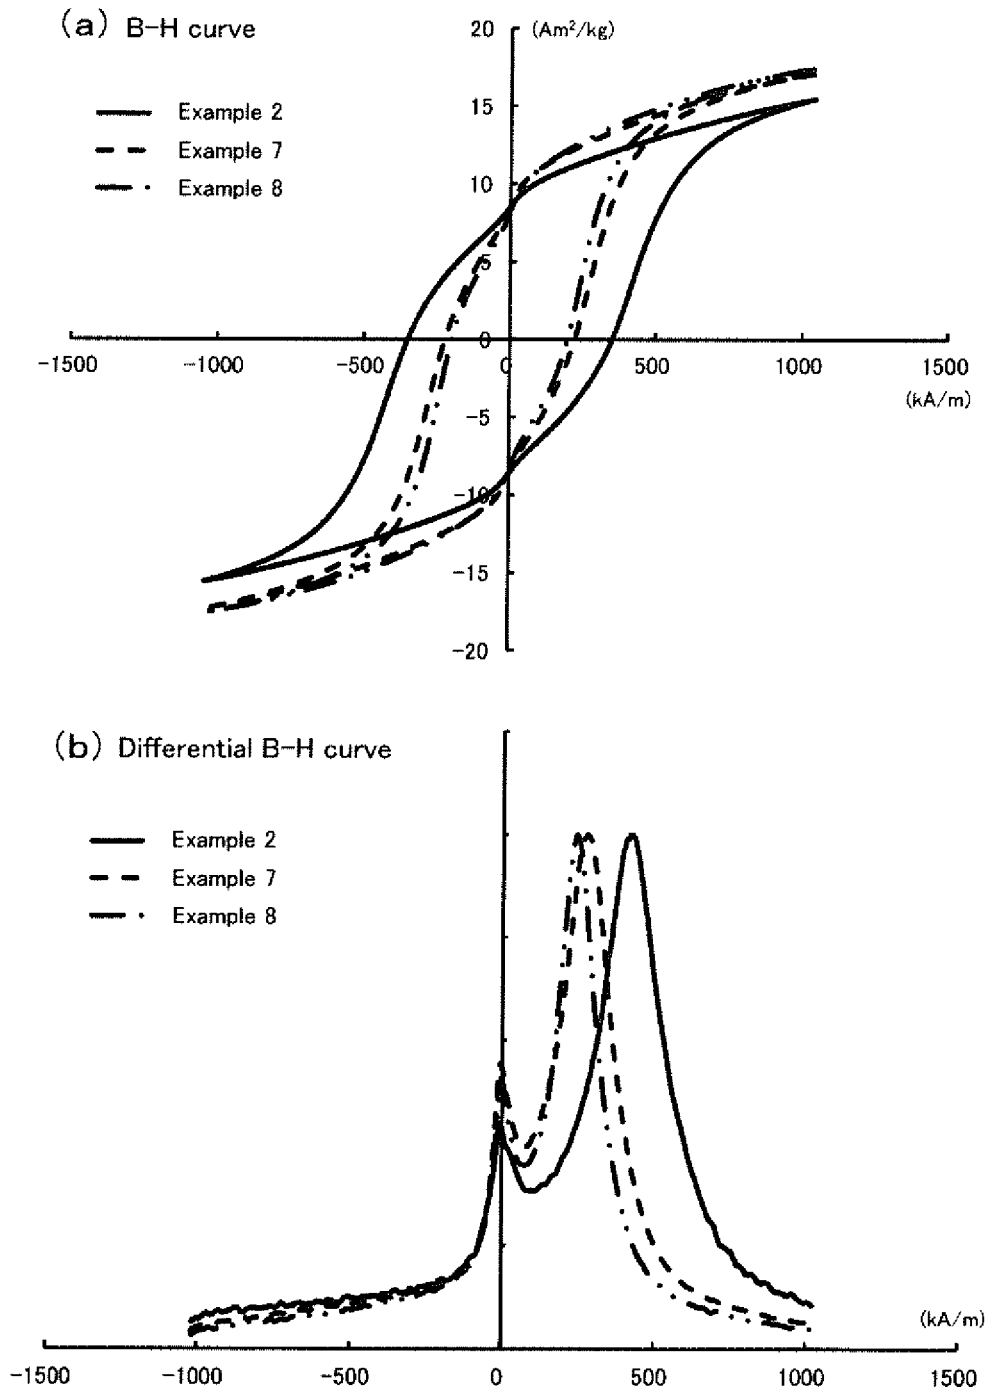 (a) B-H curve
20 (Am²/kg)
Example 2
Example 7
Example 8
15
10
5
0
-1500 -1000 -500 0 500 1000 1500
(kA/m)
-5
-10
-15
-20
(b) Differential B-H curve
Example 2
Example 7
Example 8
(kA/m)
-1500 -1000 -500 0 500 1000 1500